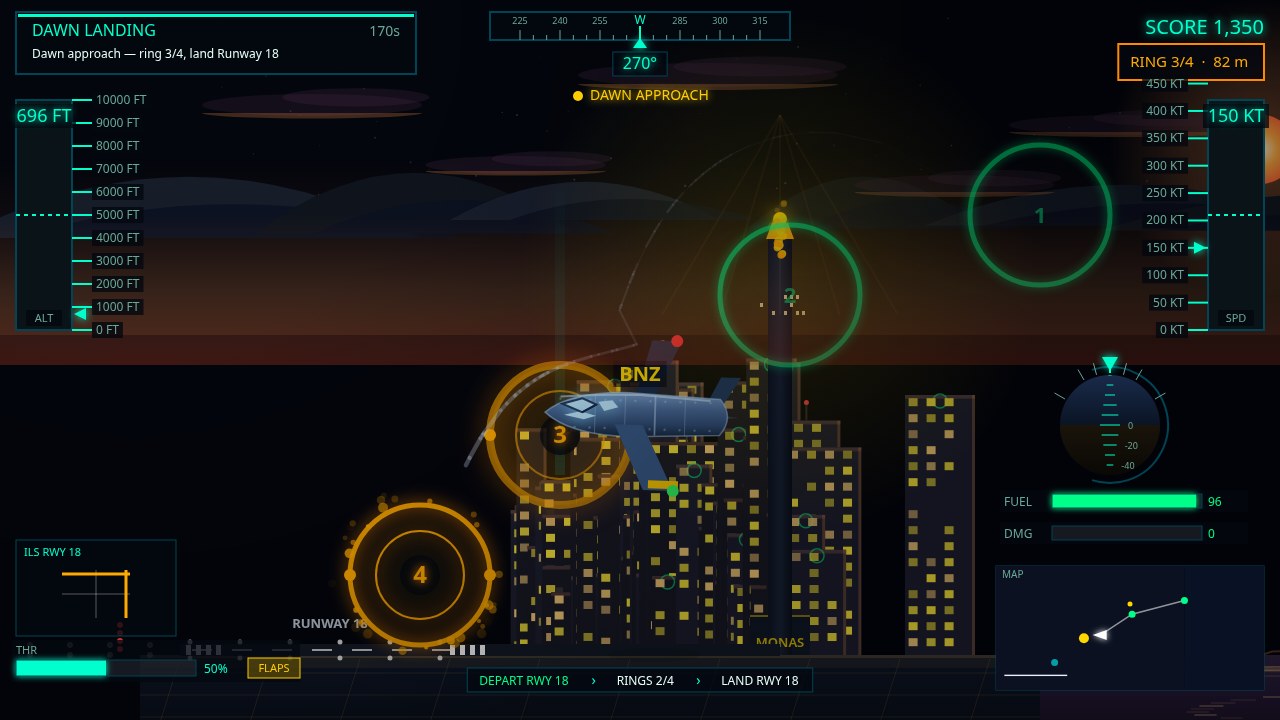 DAWN LANDING 170s
Dawn approach — ring 3/4, land Runway 18
225 240 255 W 285 300 315
270°
DAWN APPROACH
SCORE 1,350
RING 3/4 · 82 m
696 FT
10000 FT
9000 FT
8000 FT
7000 FT
6000 FT
5000 FT
4000 FT
3000 FT
2000 FT
1000 FT
0 FT
ALT
450 KT
400 KT
150 KT
350 KT
300 KT
250 KT
200 KT
150 KT
100 KT
50 KT
0 KT
SPD
1
2
BNZ
3
4
0
-20
-40
FUEL 96
DMG 0
ILS RWY 18
MAP
RUNWAY 18
MONAS
THR
50%
FLAPS
DEPART RWY 18 › RINGS 2/4 › LAND RWY 18